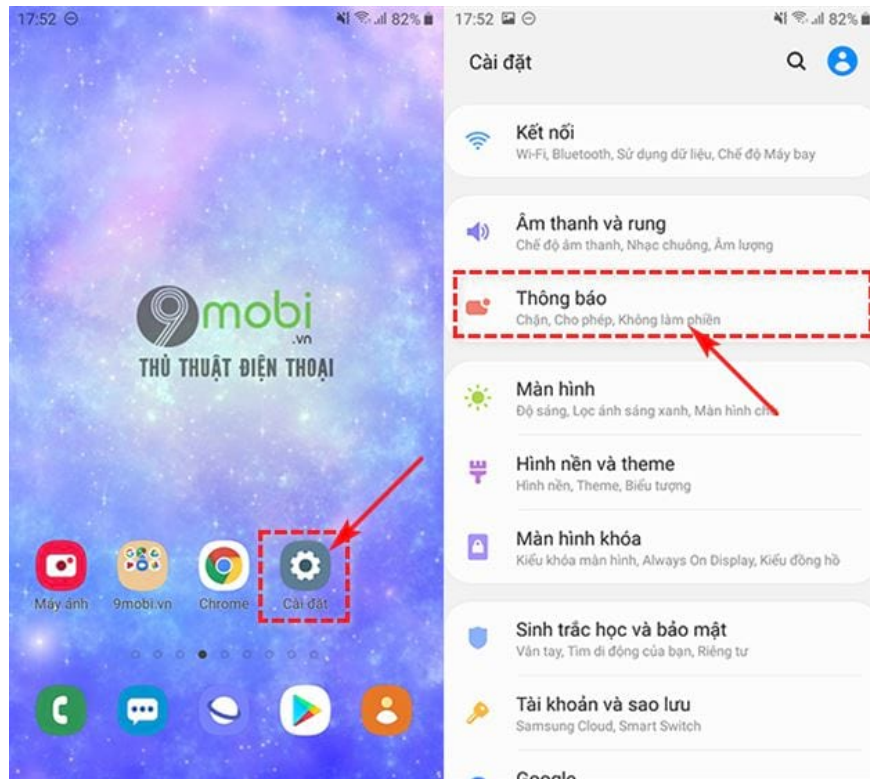 17:52
82%
9mobi
.vn
THỦ THUẬT ĐIỆN THOẠI
Máy ảnh
9mobi.vn
Chrome
Cài đặt
17:52
82%
Cài đặt
Kết nối
Wi-Fi, Bluetooth, Sử dụng dữ liệu, Chế độ Máy bay
Âm thanh và rung
Chế độ âm thanh, Nhạc chuông, Âm lượng
Thông báo
Chặn, Cho phép, Không làm phiền
Màn hình
Độ sáng, Lọc ánh sáng xanh, Màn hình chờ
Hình nền và theme
Hình nền, Theme, Biểu tượng
Màn hình khóa
Kiểu khóa màn hình, Always On Display, Kiểu đồng hồ
Sinh trắc học và bảo mật
Vân tay, Tìm di động của bạn, Riêng tư
Tài khoản và sao lưu
Samsung Cloud, Smart Switch
Google